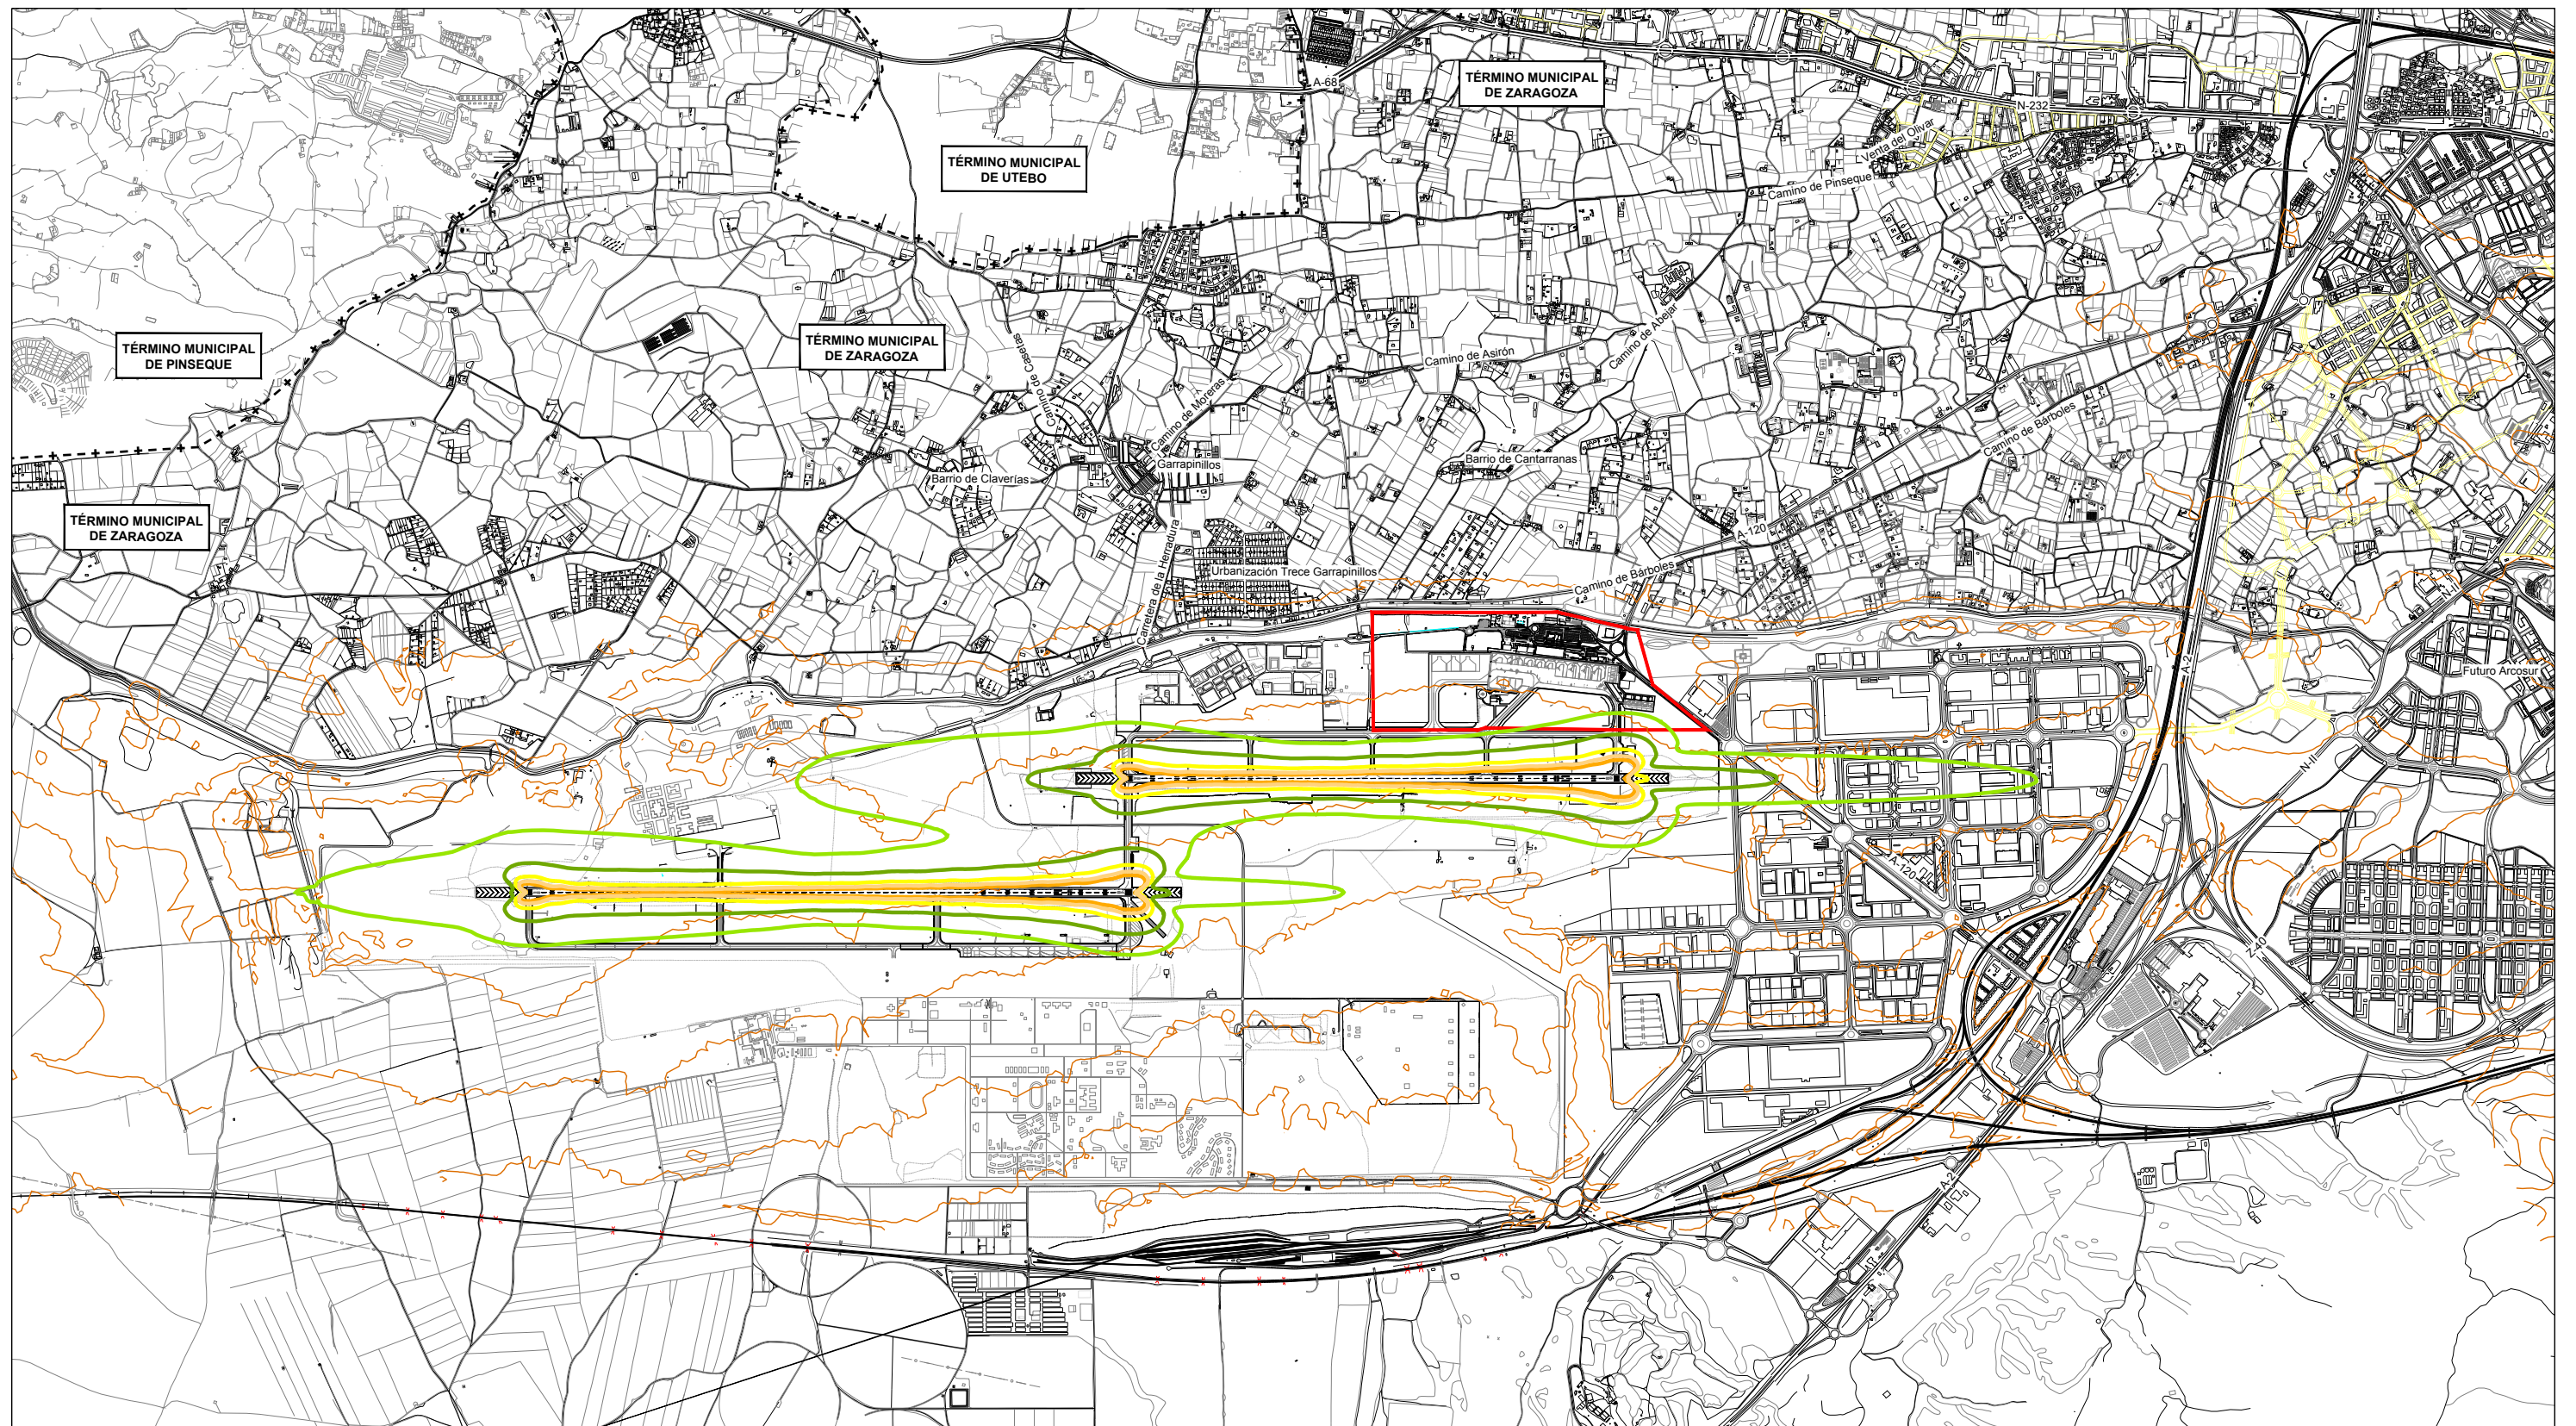 A-68
TÉRMINO MUNICIPAL
DE ZARAGOZA
N-232
Venta del Olivar
TÉRMINO MUNICIPAL
DE UTEBO
Camino de Pinseque
TÉRMINO MUNICIPAL
DE PINSEQUE
TÉRMINO MUNICIPAL
DE ZARAGOZA
Camino de Caseras
Camino de Moreras
Camino de Asirón
Camino de Abejar
Camino de Bárboles
Garrapinillos
Barrio de Claverías
Barrio de Cantarranas
TÉRMINO MUNICIPAL
DE ZARAGOZA
A-120
Carretera de la Herradura
Urbanización Trece Garrapinillos
Camino de Bárboles
N-II
A-2
Futuro Arcosur
N-II
A-120
Z-40
A-2